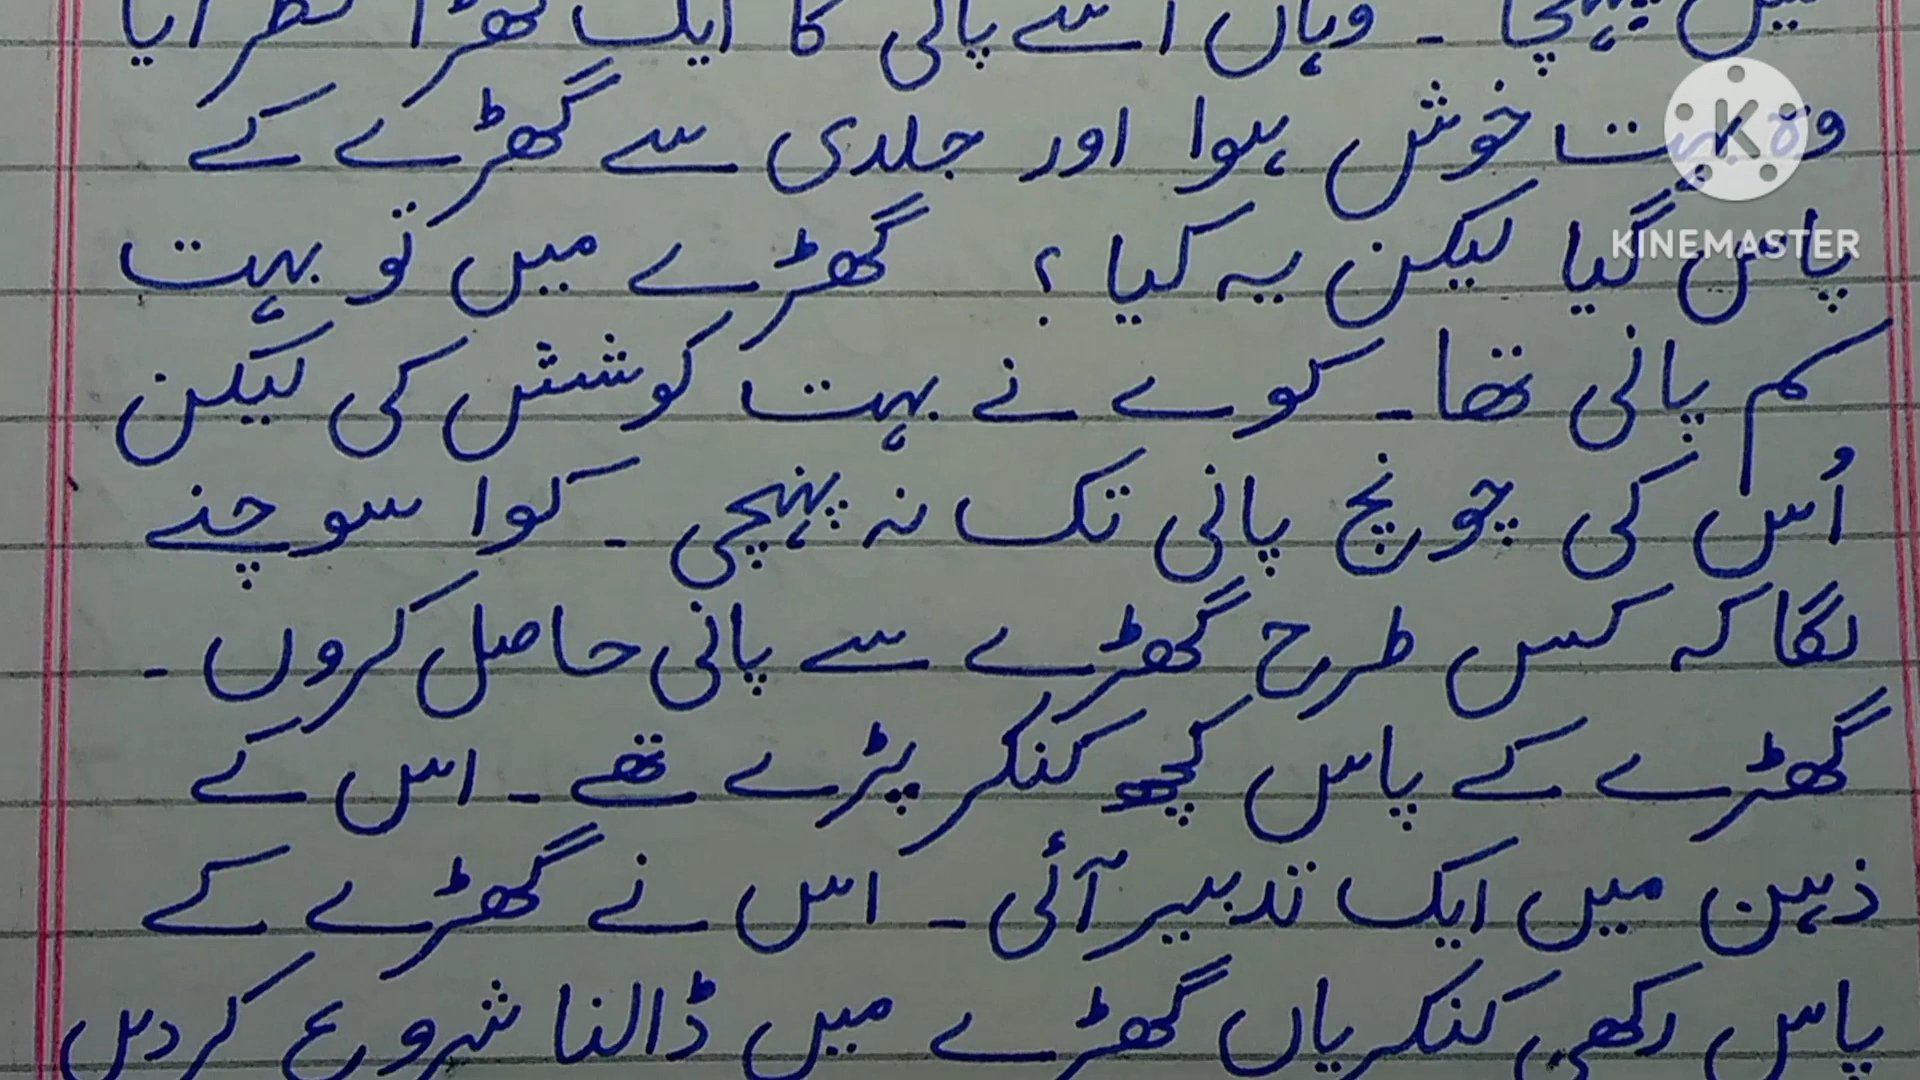 میں پہنچا ۔ وہاں اسے پانی کا ایک گھڑا نظر آیا
وہ بہت خوش ہوا اور جلدی سے گھڑے کے
پاس گیا لیکن یہ کیا ؟ گھڑے میں تو بہت
کم پانی تھا ۔ کوے نے بہت کوشش کی لیکن
اُس کی چونچ پانی تک نہ پہنچی ۔ کوا سوچنے
لگا کہ کس طرح گھڑے سے پانی حاصل کروں ۔
گھڑے کے پاس کچھ کنکر پڑے تھے ۔ اس کے
ذہن میں ایک تدبیر آئی ۔ اس نے گھڑے کے
پاس رکھی کنکریاں گھڑے میں ڈالنا شروع کردیں
KINEMASTER